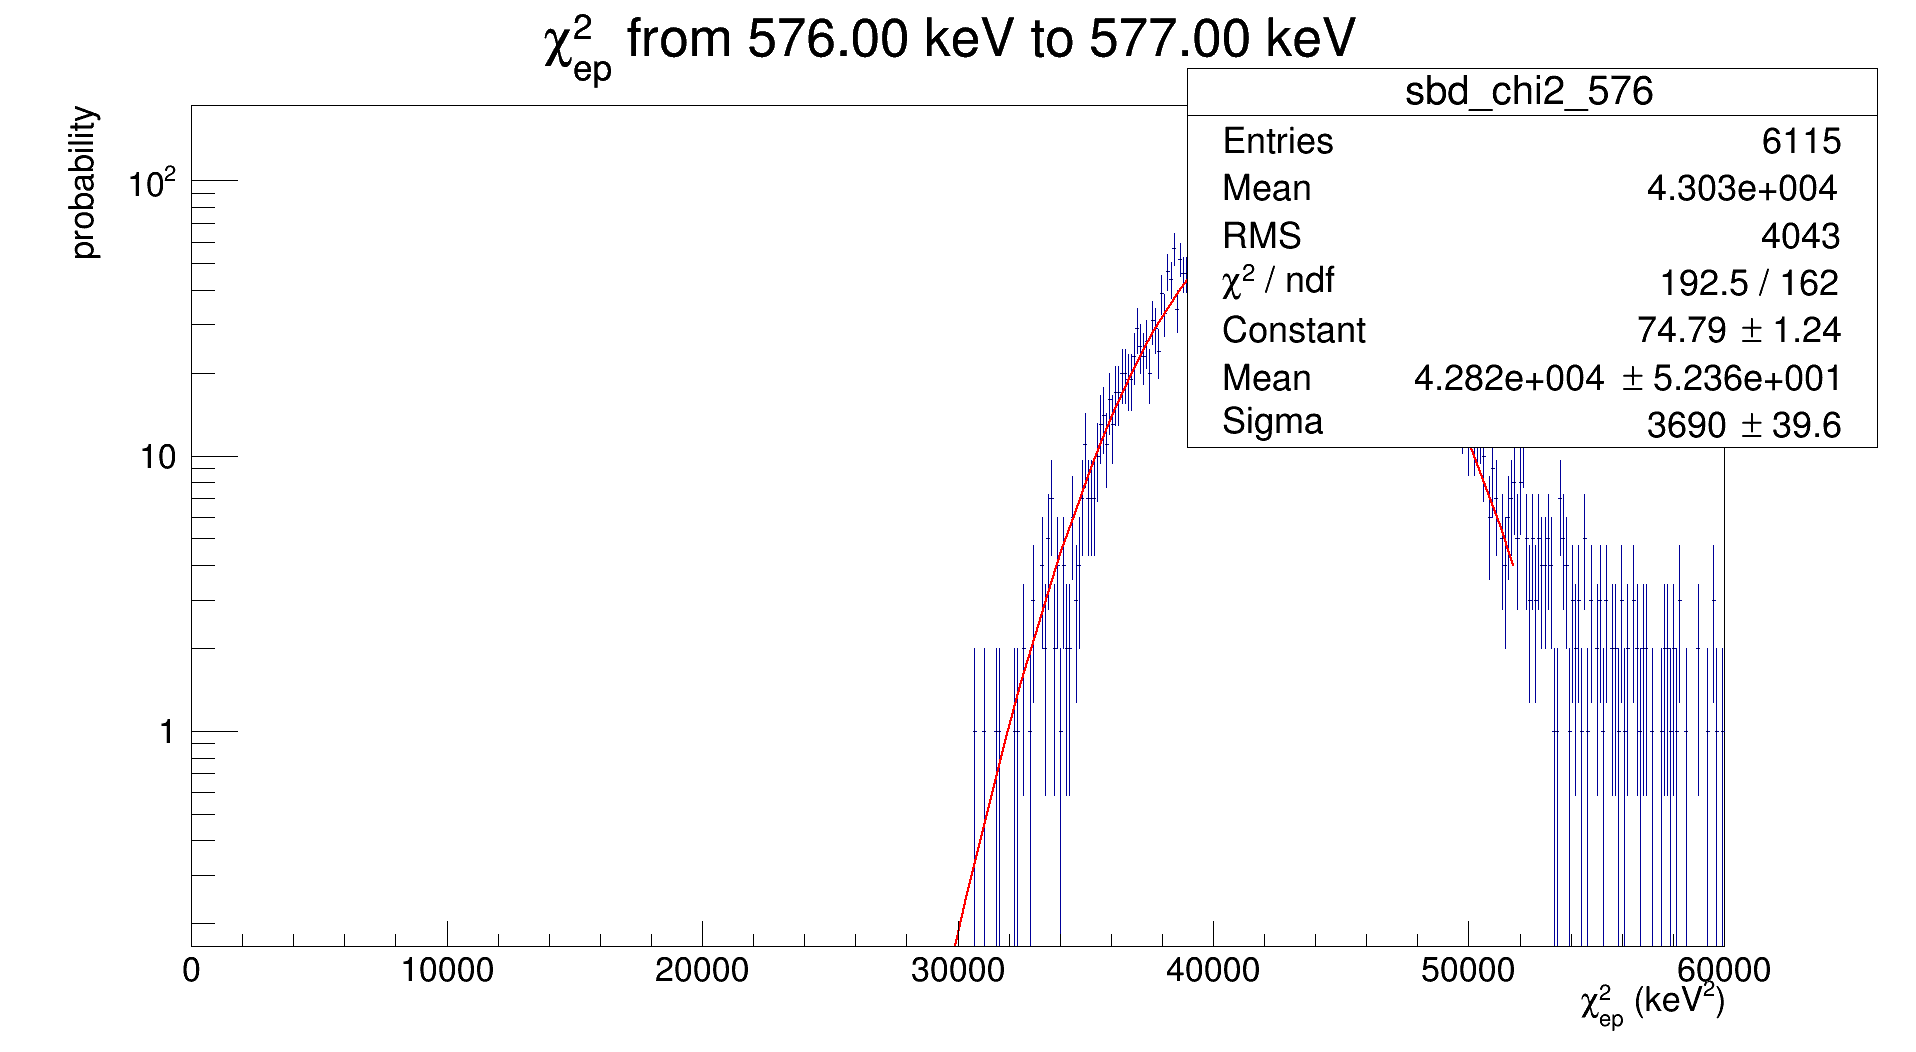 χ²ep from 576.00 keV to 577.00 keV
probability
sbd_chi2_576
Entries 6115
Mean 4.303e+004
RMS 4043
χ² / ndf 192.5 / 162
Constant 74.79 ± 1.24
Mean 4.282e+004 ± 5.236e+001
Sigma 3690 ± 39.6
10²
10
1
0 10000 20000 30000 40000 50000 60000
χ²ep (keV²)